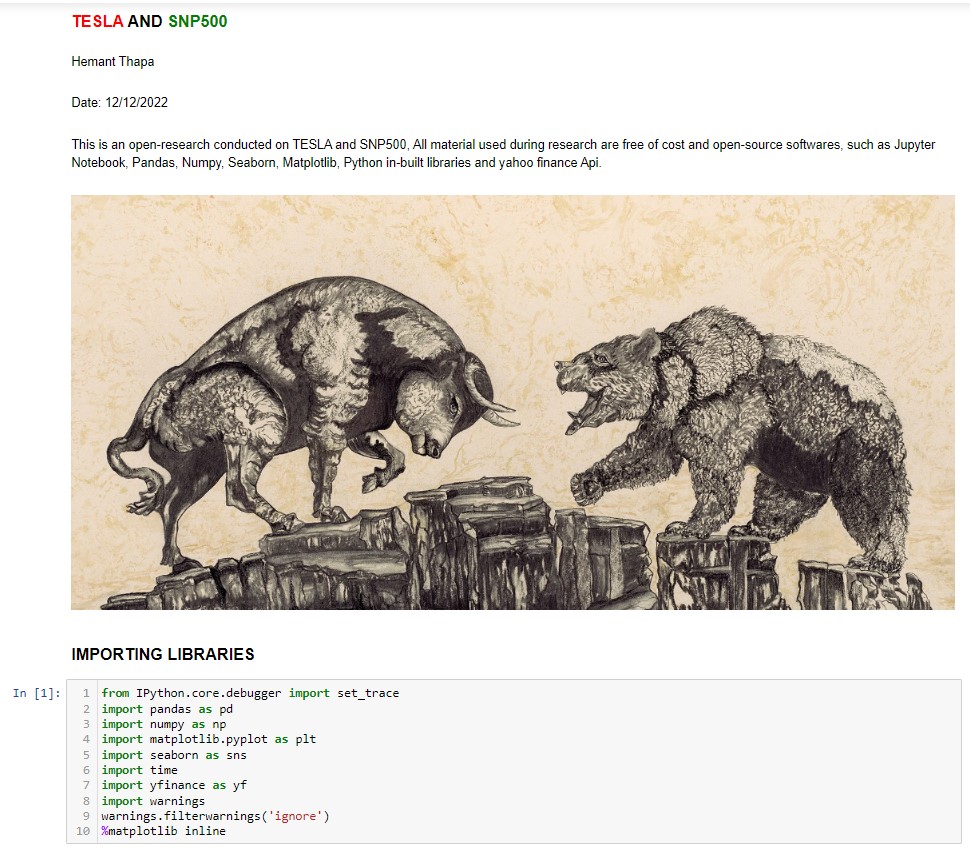 TESLA AND SNP500
Hemant Thapa
Date: 12/12/2022
This is an open-research conducted on TESLA and SNP500, All material used during research are free of cost and open-source softwares, such as Jupyter
Notebook, Pandas, Numpy, Seaborn, Matplotlib, Python in-built libraries and yahoo finance Api.
IMPORTING LIBRARIES
In [1]:
1 from IPython.core.debugger import set_trace
2 import pandas as pd
3 import numpy as np
4 import matplotlib.pyplot as plt
5 import seaborn as sns
6 import time
7 import yfinance as yf
8 import warnings
9 warnings.filterwarnings('ignore')
10 %matplotlib inline